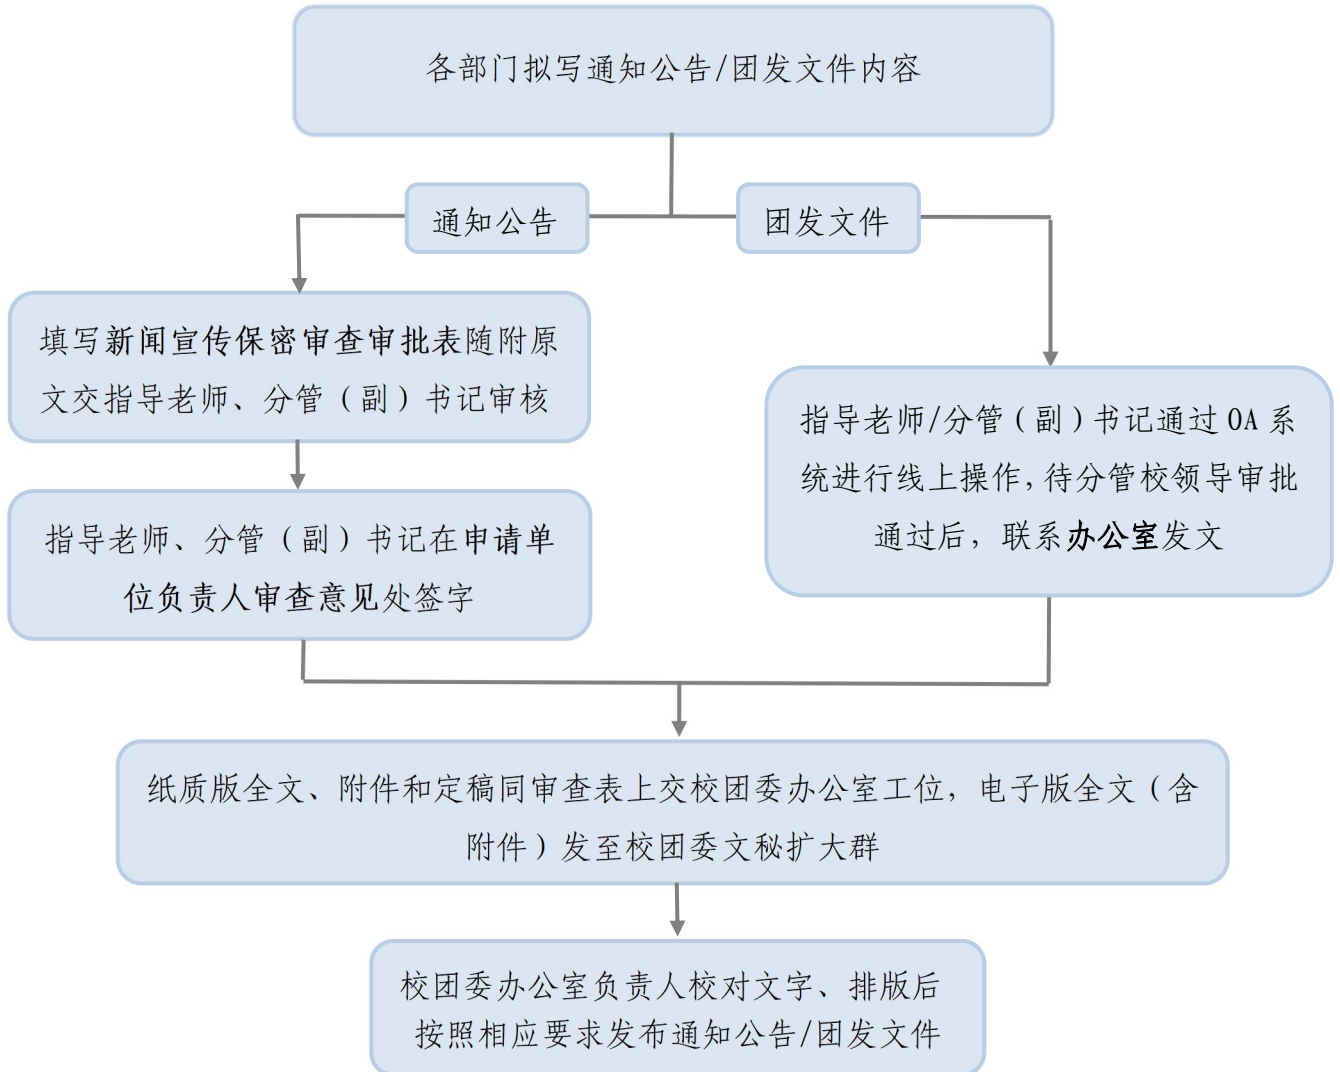 各部门拟写通知公告/团发文件内容
通知公告
团发文件
填写新闻宣传保密审查审批表随附原
文交指导老师、分管（副）书记审核
指导老师、分管（副）书记在申请单
位负责人审查意见处签字
指导老师/分管（副）书记通过OA系
统进行线上操作，待分管校领导审批
通过后，联系办公室发文
纸质版全文、附件和定稿同审查表上交校团委办公室工位，电子版全文（含
附件）发至校团委文秘扩大群
校团委办公室负责人校对文字、排版后
按照相应要求发布通知公告/团发文件